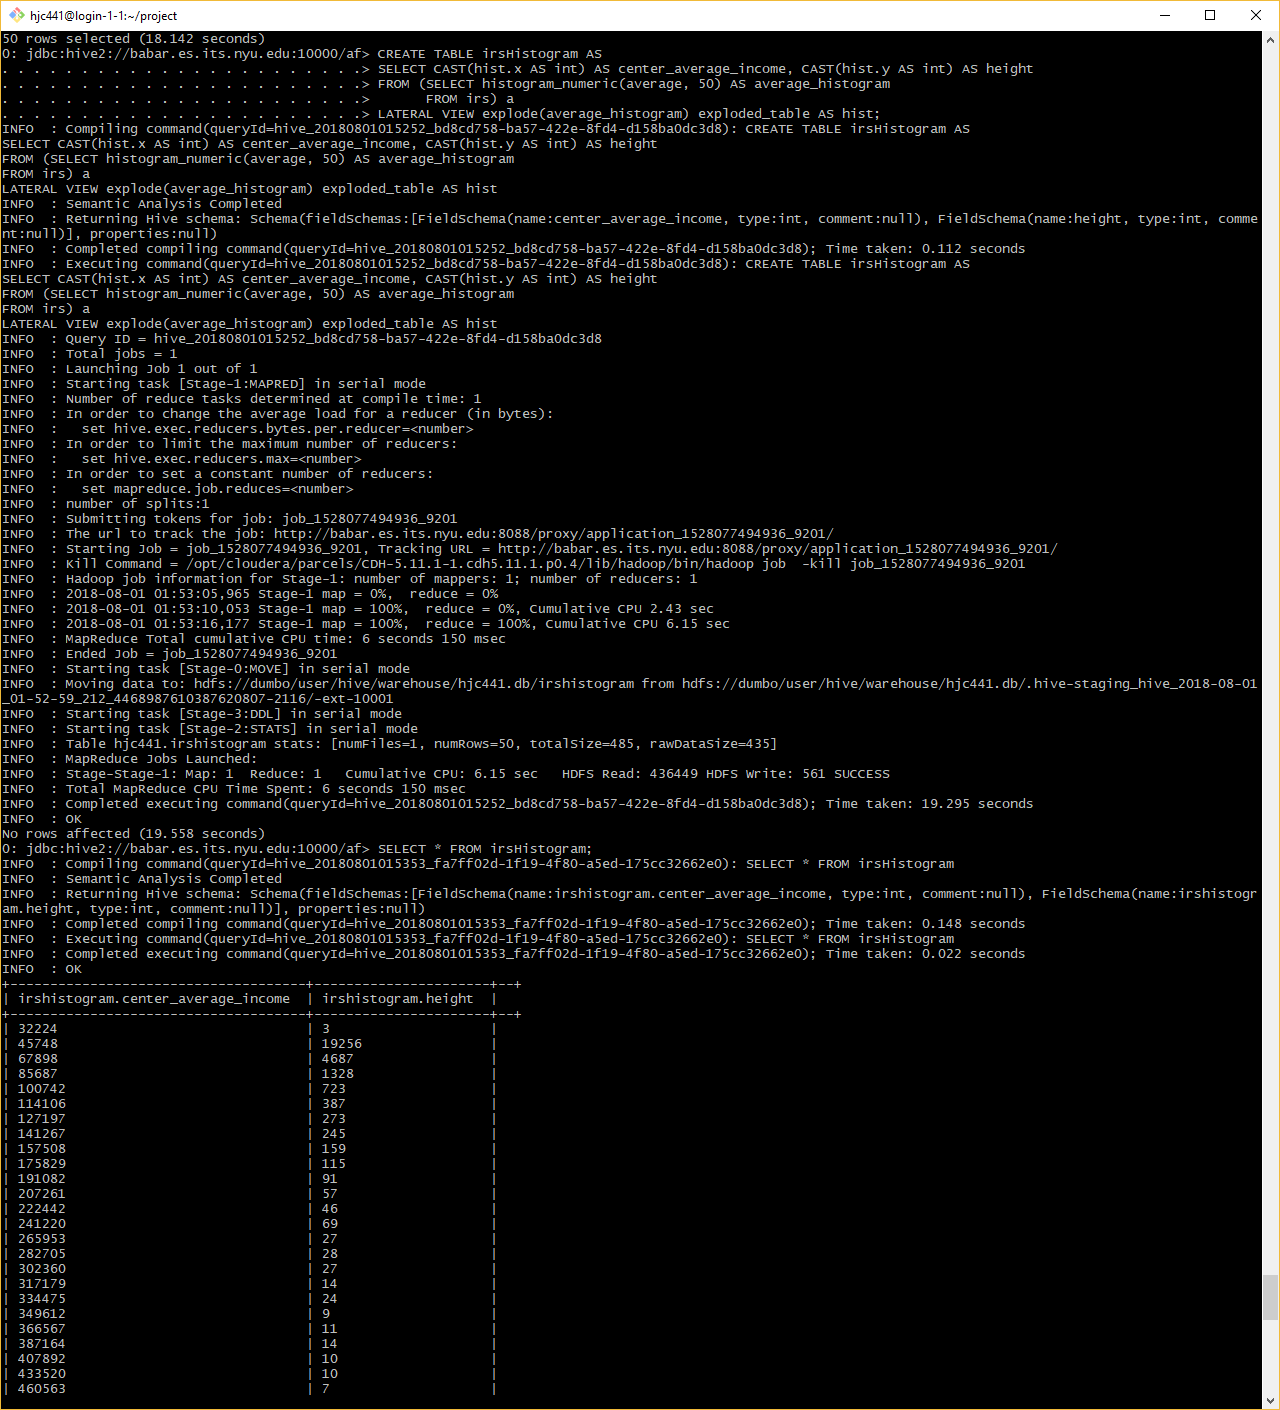 hjc441@login-1-1:~/project
50 rows selected (18.142 seconds)
0: jdbc:hive2://babar.es.its.nyu.edu:10000/af> CREATE TABLE irsHistogram AS
. . . . . . . . . . . . . . . . . . . . . . .> SELECT CAST(hist.x AS int) AS center_average_income, CAST(hist.y AS int) AS height
. . . . . . . . . . . . . . . . . . . . . . .> FROM (SELECT histogram_numeric(average, 50) AS average_histogram
. . . . . . . . . . . . . . . . . . . . . . .>       FROM irs) a
. . . . . . . . . . . . . . . . . . . . . . .> LATERAL VIEW explode(average_histogram) exploded_table AS hist;
INFO  : Compiling command(queryId=hive_20180801015252_bd8cd758-ba57-422e-8fd4-d158ba0dc3d8): CREATE TABLE irsHistogram AS
SELECT CAST(hist.x AS int) AS center_average_income, CAST(hist.y AS int) AS height
FROM (SELECT histogram_numeric(average, 50) AS average_histogram
FROM irs) a
LATERAL VIEW explode(average_histogram) exploded_table AS hist
INFO  : Semantic Analysis Completed
INFO  : Returning Hive schema: Schema(fieldSchemas:[FieldSchema(name:center_average_income, type:int, comment:null), FieldSchema(name:height, type:int, comme
nt:null)], properties:null)
INFO  : Completed compiling command(queryId=hive_20180801015252_bd8cd758-ba57-422e-8fd4-d158ba0dc3d8); Time taken: 0.112 seconds
INFO  : Executing command(queryId=hive_20180801015252_bd8cd758-ba57-422e-8fd4-d158ba0dc3d8): CREATE TABLE irsHistogram AS
SELECT CAST(hist.x AS int) AS center_average_income, CAST(hist.y AS int) AS height
FROM (SELECT histogram_numeric(average, 50) AS average_histogram
FROM irs) a
LATERAL VIEW explode(average_histogram) exploded_table AS hist
INFO  : Query ID = hive_20180801015252_bd8cd758-ba57-422e-8fd4-d158ba0dc3d8
INFO  : Total jobs = 1
INFO  : Launching Job 1 out of 1
INFO  : Starting task [Stage-1:MAPRED] in serial mode
INFO  : Number of reduce tasks determined at compile time: 1
INFO  : In order to change the average load for a reducer (in bytes):
INFO  :   set hive.exec.reducers.bytes.per.reducer=<number>
INFO  : In order to limit the maximum number of reducers:
INFO  :   set hive.exec.reducers.max=<number>
INFO  : In order to set a constant number of reducers:
INFO  :   set mapreduce.job.reduces=<number>
INFO  : number of splits:1
INFO  : Submitting tokens for job: job_1528077494936_9201
INFO  : The url to track the job: http://babar.es.its.nyu.edu:8088/proxy/application_1528077494936_9201/
INFO  : Starting Job = job_1528077494936_9201, Tracking URL = http://babar.es.its.nyu.edu:8088/proxy/application_1528077494936_9201/
INFO  : Kill Command = /opt/cloudera/parcels/CDH-5.11.1-1.cdh5.11.1.p0.4/lib/hadoop/bin/hadoop job  -kill job_1528077494936_9201
INFO  : Hadoop job information for Stage-1: number of mappers: 1; number of reducers: 1
INFO  : 2018-08-01 01:53:05,965 Stage-1 map = 0%,  reduce = 0%
INFO  : 2018-08-01 01:53:10,053 Stage-1 map = 100%,  reduce = 0%, Cumulative CPU 2.43 sec
INFO  : 2018-08-01 01:53:16,177 Stage-1 map = 100%,  reduce = 100%, Cumulative CPU 6.15 sec
INFO  : MapReduce Total cumulative CPU time: 6 seconds 150 msec
INFO  : Ended Job = job_1528077494936_9201
INFO  : Starting task [Stage-0:MOVE] in serial mode
INFO  : Moving data to: hdfs://dumbo/user/hive/warehouse/hjc441.db/irshistogram from hdfs://dumbo/user/hive/warehouse/hjc441.db/.hive-staging_hive_2018-08-01
_01-52-59_212_4468987610387620807-2116/-ext-10001
INFO  : Starting task [Stage-3:DDL] in serial mode
INFO  : Starting task [Stage-2:STATS] in serial mode
INFO  : Table hjc441.irshistogram stats: [numFiles=1, numRows=50, totalSize=485, rawDataSize=435]
INFO  : MapReduce Jobs Launched:
INFO  : Stage-Stage-1: Map: 1  Reduce: 1   Cumulative CPU: 6.15 sec   HDFS Read: 436449 HDFS Write: 561 SUCCESS
INFO  : Total MapReduce CPU Time Spent: 6 seconds 150 msec
INFO  : Completed executing command(queryId=hive_20180801015252_bd8cd758-ba57-422e-8fd4-d158ba0dc3d8); Time taken: 19.295 seconds
INFO  : OK
No rows affected (19.558 seconds)
0: jdbc:hive2://babar.es.its.nyu.edu:10000/af> SELECT * FROM irsHistogram;
INFO  : Compiling command(queryId=hive_20180801015353_fa7ff02d-1f19-4f80-a5ed-175cc32662e0): SELECT * FROM irsHistogram
INFO  : Semantic Analysis Completed
INFO  : Returning Hive schema: Schema(fieldSchemas:[FieldSchema(name:irshistogram.center_average_income, type:int, comment:null), FieldSchema(name:irshistogr
am.height, type:int, comment:null)], properties:null)
INFO  : Completed compiling command(queryId=hive_20180801015353_fa7ff02d-1f19-4f80-a5ed-175cc32662e0); Time taken: 0.148 seconds
INFO  : Executing command(queryId=hive_20180801015353_fa7ff02d-1f19-4f80-a5ed-175cc32662e0): SELECT * FROM irsHistogram
INFO  : Completed executing command(queryId=hive_20180801015353_fa7ff02d-1f19-4f80-a5ed-175cc32662e0); Time taken: 0.022 seconds
INFO  : OK
+-------------------------------------+----------------------+--+
| irshistogram.center_average_income  | irshistogram.height  |
+-------------------------------------+----------------------+--+
| 32224 | 3 |
| 45748 | 19256 |
| 67898 | 4687 |
| 85687 | 1328 |
| 100742 | 723 |
| 114106 | 387 |
| 127197 | 273 |
| 141267 | 245 |
| 157508 | 159 |
| 175829 | 115 |
| 191082 | 91 |
| 207261 | 57 |
| 222442 | 46 |
| 241220 | 69 |
| 265953 | 27 |
| 282705 | 28 |
| 302360 | 27 |
| 317179 | 14 |
| 334475 | 24 |
| 349612 | 9 |
| 366567 | 11 |
| 387164 | 14 |
| 407892 | 10 |
| 433520 | 10 |
| 460563 | 7 |